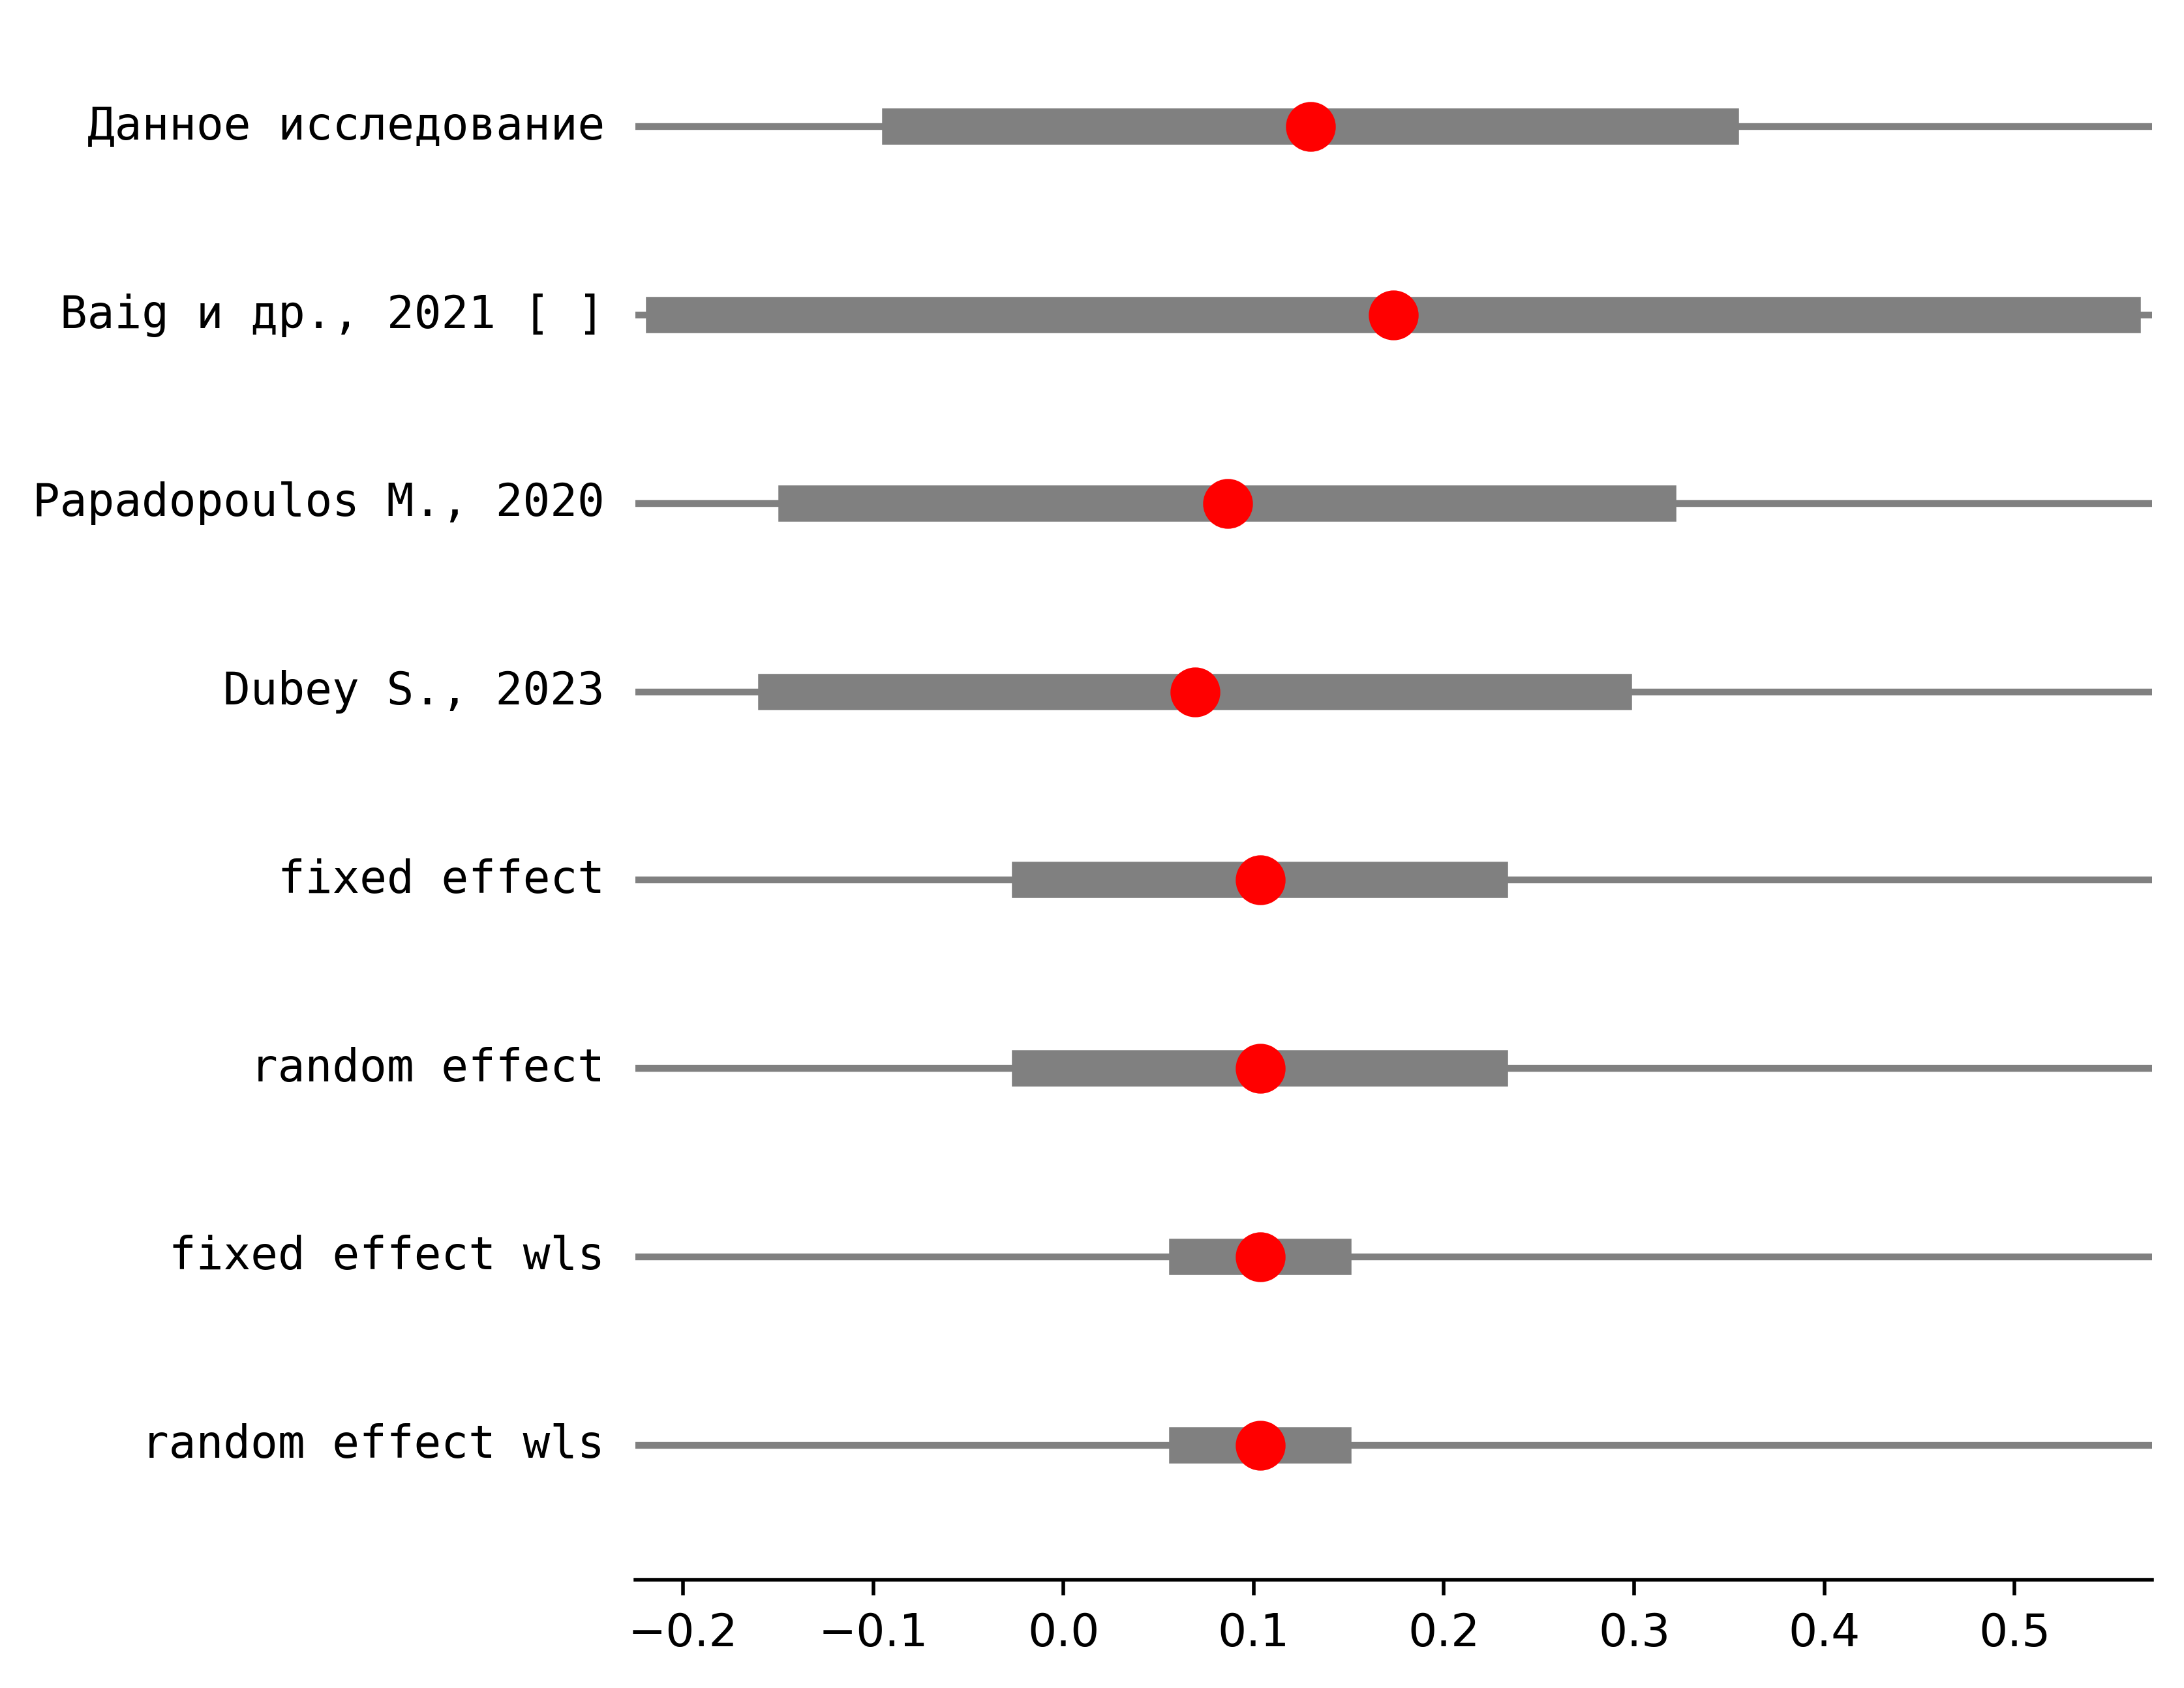 Данное исследование
Baig и др., 2021 [ ]
Papadopoulos M., 2020
Dubey S., 2023
fixed effect
random effect
fixed effect wls
random effect wls
−0.2 −0.1 0.0 0.1 0.2 0.3 0.4 0.5